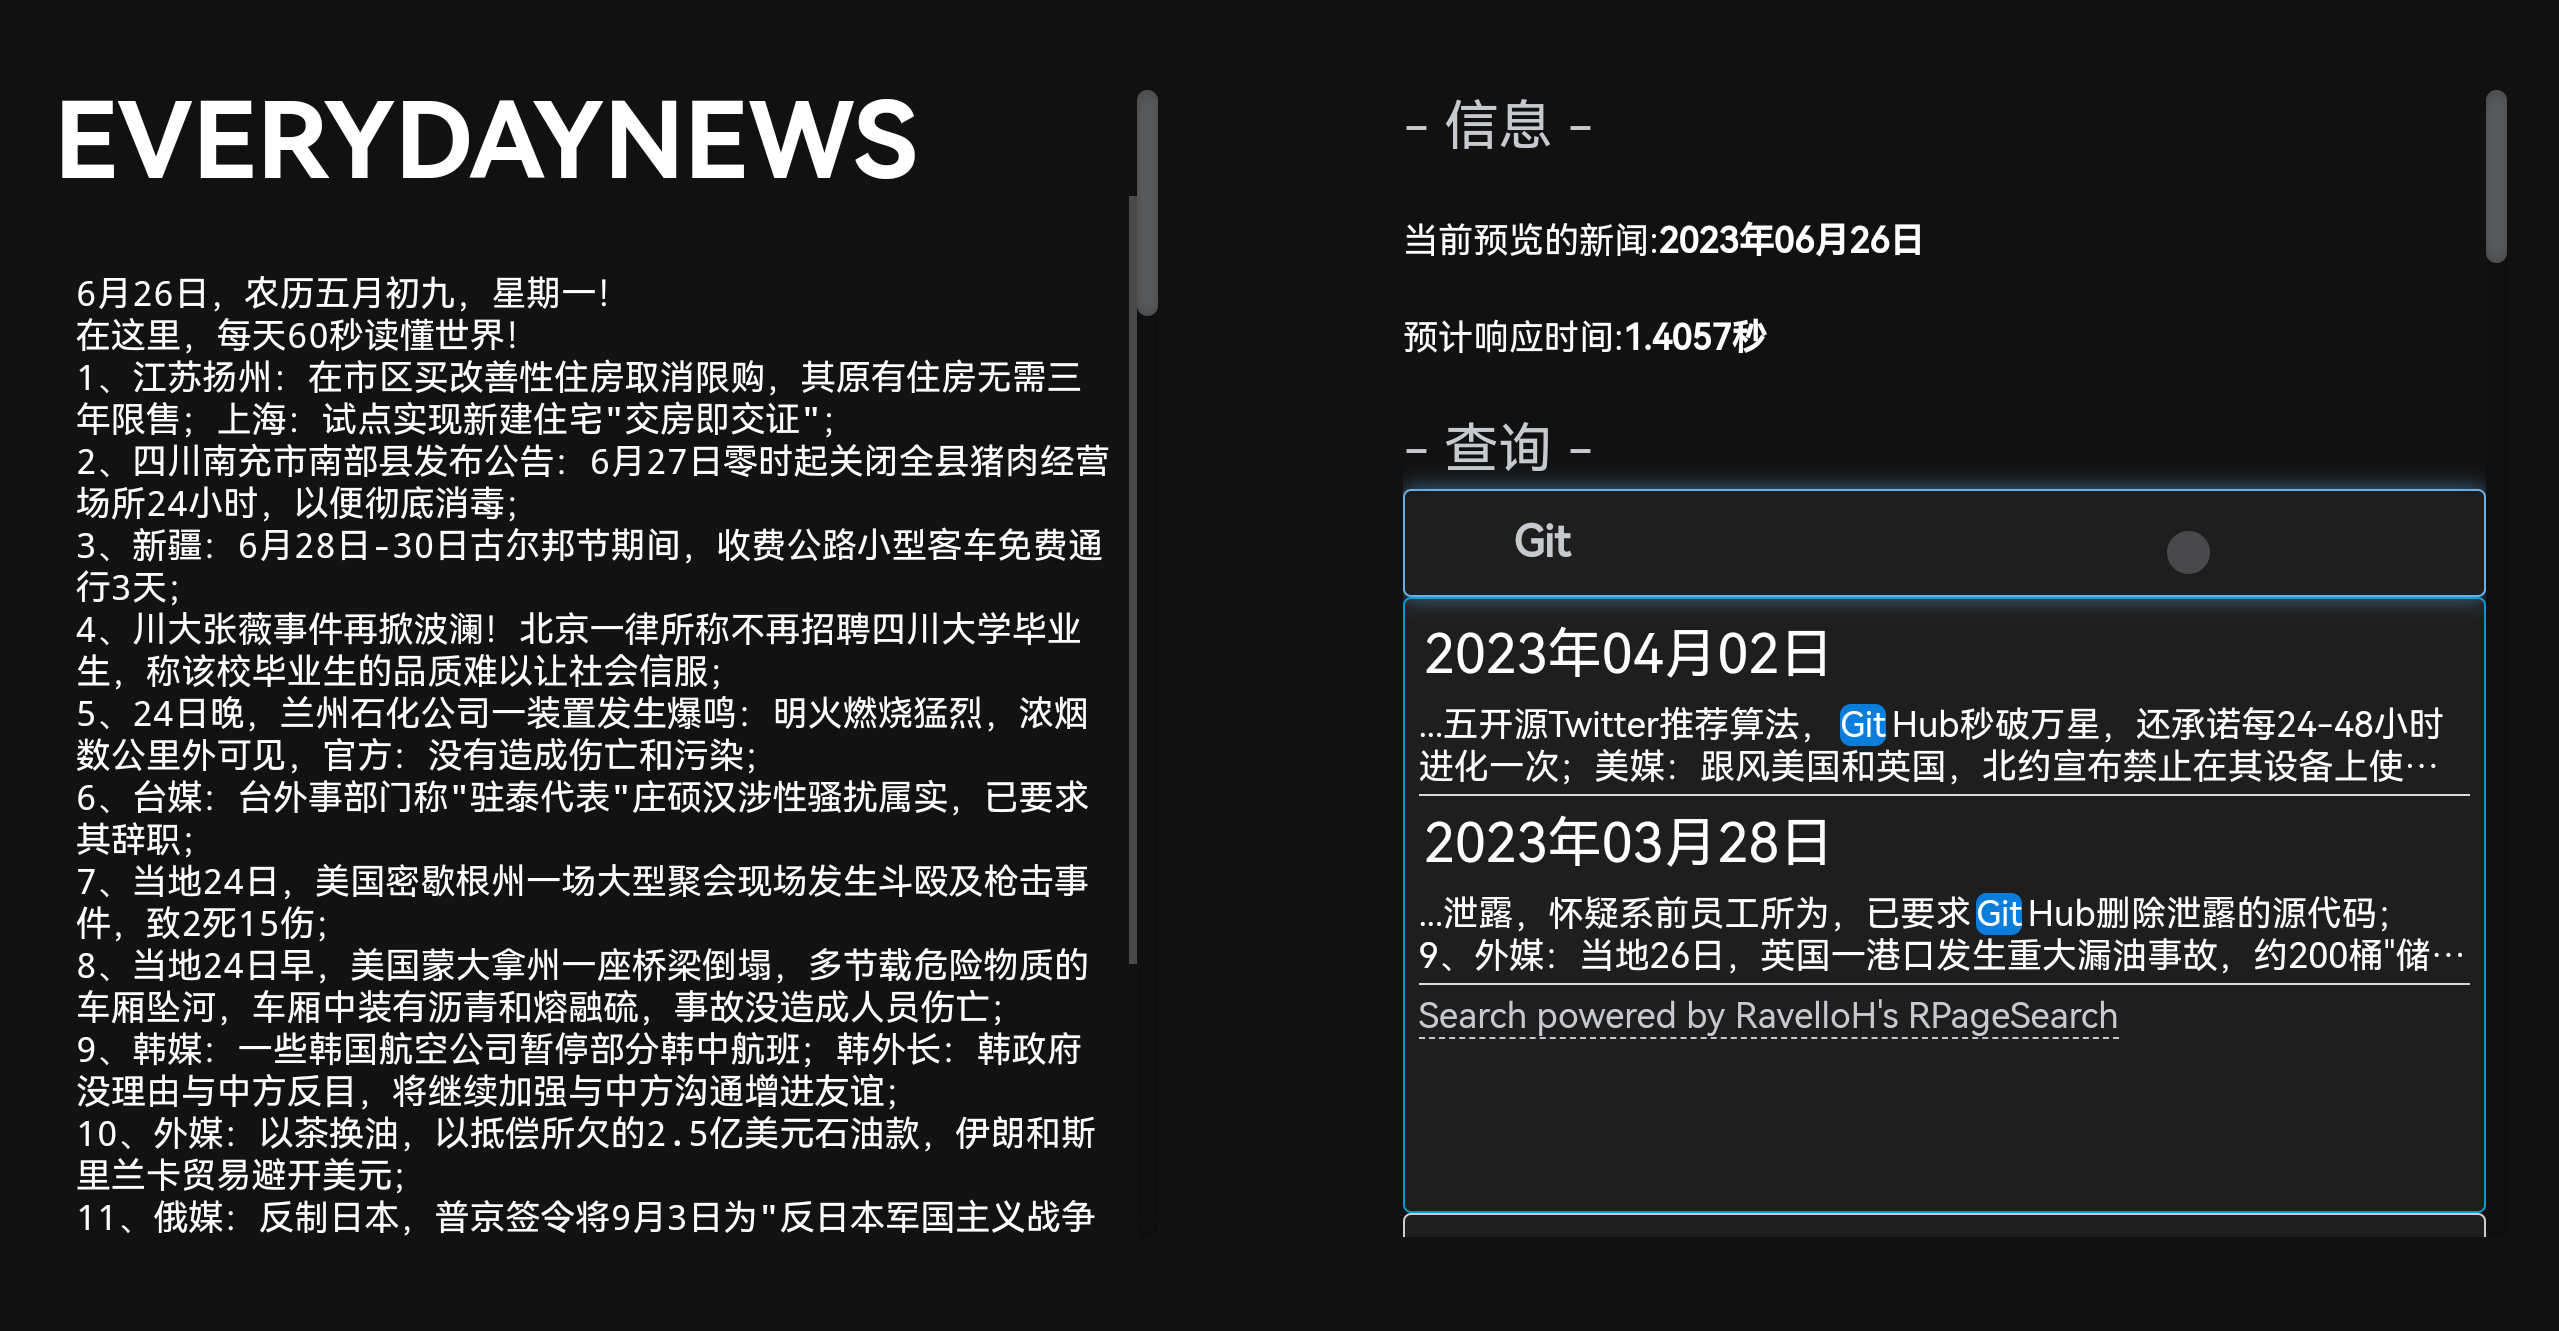 EVERYDAYNEWS
6月26日，农历五月初九，星期一！
在这里，每天60秒读懂世界！
1、江苏扬州：在市区买改善性住房取消限购，其原有住房无需三
年限售；上海：试点实现新建住宅"交房即交证"；
2、四川南充市南部县发布公告：6月27日零时起关闭全县猪肉经营
场所24小时，以便彻底消毒；
3、新疆：6月28日-30日古尔邦节期间，收费公路小型客车免费通
行3天；
4、川大张薇事件再掀波澜！北京一律所称不再招聘四川大学毕业
生，称该校毕业生的品质难以让社会信服；
5、24日晚，兰州石化公司一装置发生爆鸣：明火燃烧猛烈，浓烟
数公里外可见，官方：没有造成伤亡和污染；
6、台媒：台外事部门称"驻泰代表"庄硕汉涉性骚扰属实，已要求
其辞职；
7、当地24日，美国密歇根州一场大型聚会现场发生斗殴及枪击事
件，致2死15伤；
8、当地24日早，美国蒙大拿州一座桥梁倒塌，多节载危险物质的
车厢坠河，车厢中装有沥青和熔融硫，事故没造成人员伤亡；
9、韩媒：一些韩国航空公司暂停部分韩中航班；韩外长：韩政府
没理由与中方反目，将继续加强与中方沟通增进友谊；
10、外媒：以茶换油，以抵偿所欠的2.5亿美元石油款，伊朗和斯
里兰卡贸易避开美元；
11、俄媒：反制日本，普京签令将9月3日为"反日本军国主义战争
- 信息 -
当前预览的新闻:2023年06月26日
预计响应时间:1.4057秒
- 查询 -
Git
2023年04月02日
...五开源Twitter推荐算法，GitHub秒破万星，还承诺每24-48小时
进化一次；美媒：跟风美国和英国，北约宣布禁止在其设备上使…
2023年03月28日
...泄露，怀疑系前员工所为，已要求GitHub删除泄露的源代码；
9、外媒：当地26日，英国一港口发生重大漏油事故，约200桶"储…
Search powered by RavelloH's RPageSearch